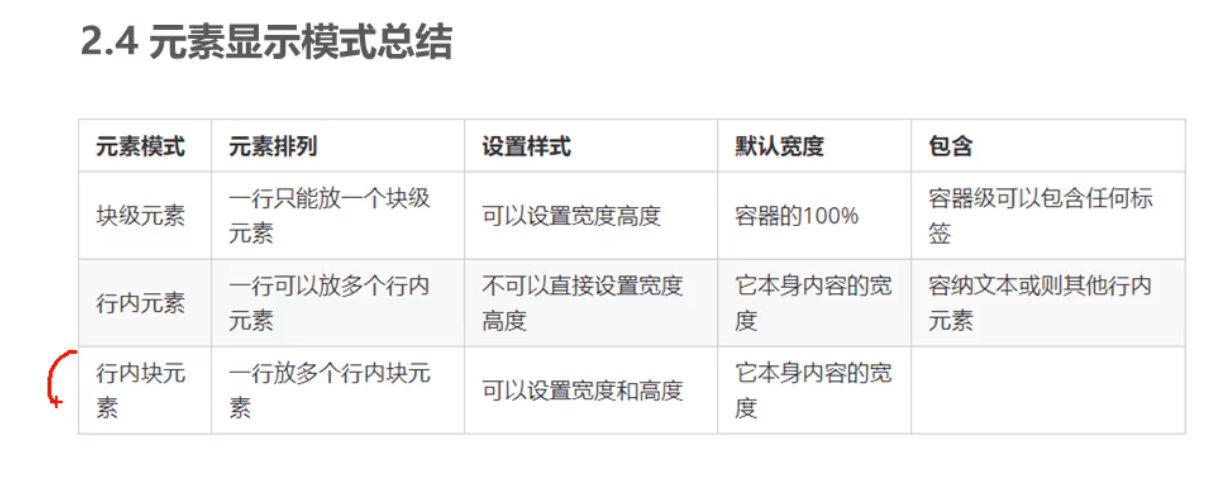 2.4 元素显示模式总结
元素模式 元素排列 设置样式 默认宽度 包含
块级元素 一行只能放一个块级元素 可以设置宽度高度 容器的100% 容器级可以包含任何标签
行内元素 一行可以放多个行内元素 不可以直接设置宽度高度 它本身内容的宽度 容纳文本或则其他行内元素
行内块元素 一行放多个行内块元素 可以设置宽度和高度 它本身内容的宽度